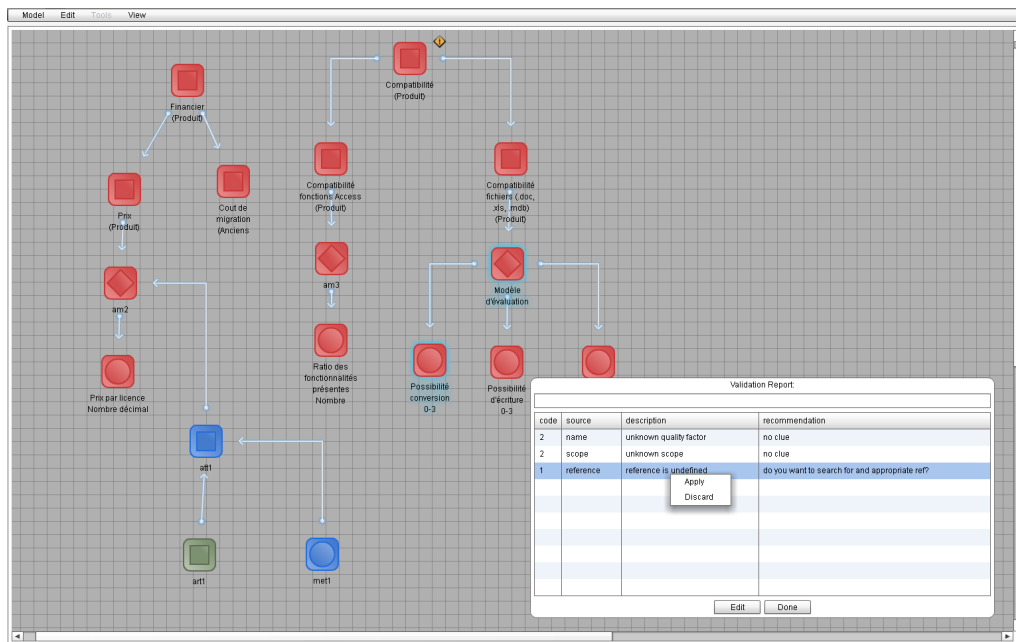 Model Edit Tools View
Compatibilité
(Produit)
Financier
(Produit)
Compatibilité
fonctions Access
(Produit)
Compatibilité
fichiers (.doc,
.xls, .mdb)
(Produit)
Prix
(Produit)
Cout de
migration
(Anciens
am2
am3
Modèle
d'évaluation
Prix par licence
Nombre décimal
Ratio des
fonctionnalités
présentes
Nombre
Possibilité
conversion
0-3
Possibilité
d'écriture
0-3
att1
art1
met1
Validation Report:
code source description recommendation
2 name unknown quality factor no clue
2 scope unknown scope no clue
1 reference reference is undefined do you want to search for and appropriate ref?
Apply
Discard
Edit Done